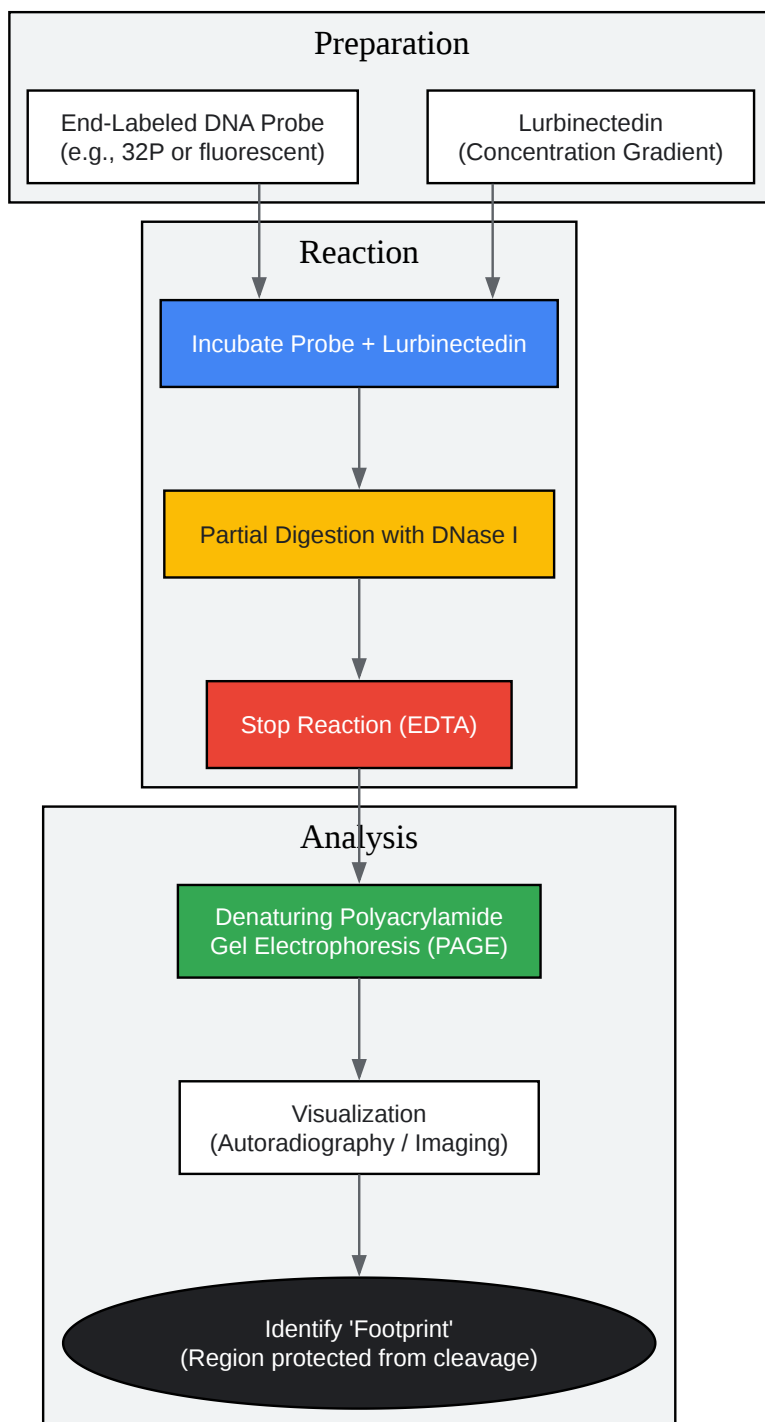 Preparation
End-Labeled DNA Probe
(e.g., 32P or fluorescent)
Lurbinectedin
(Concentration Gradient)
Reaction
Incubate Probe + Lurbinectedin
Partial Digestion with DNase I
Stop Reaction (EDTA)
Analysis
Denaturing Polyacrylamide
Gel Electrophoresis (PAGE)
Visualization
(Autoradiography / Imaging)
Identify 'Footprint'
(Region protected from cleavage)